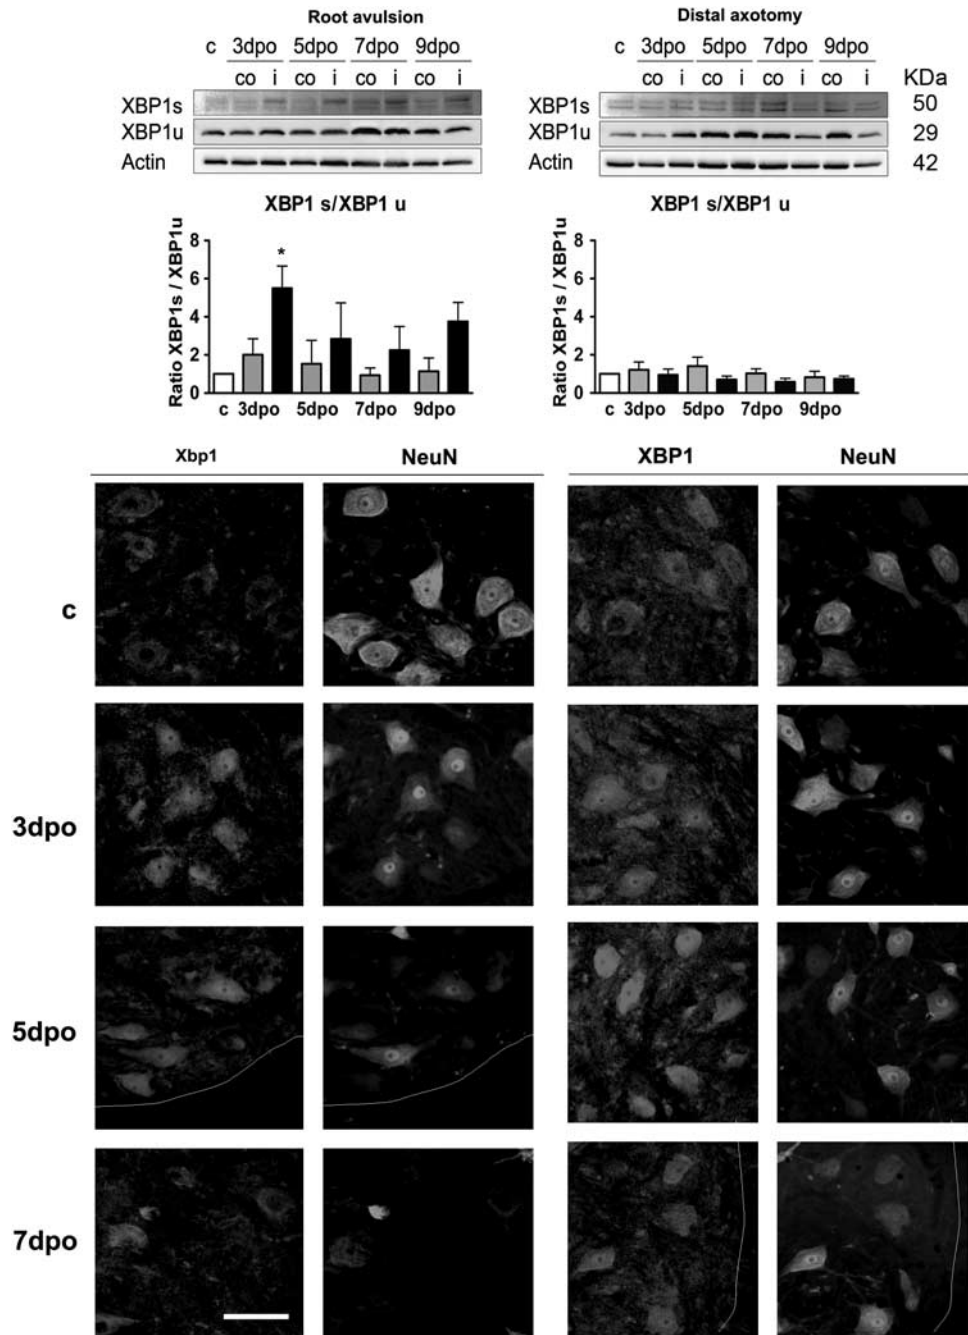 Root avulsion
Distal axotomy
c 3dpo 5dpo 7dpo 9dpo
co i co i co i co i
c 3dpo 5dpo 7dpo 9dpo
co i co i co i co i KDa
XBP1s
XBP1s 50
XBP1u
XBP1u 29
Actin
Actin 42
XBP1 s/XBP1 u
Ratio XBP1s / XBP1u
8
6
4
2
0
*
c 3dpo 5dpo 7dpo 9dpo
XBP1 s/XBP1 u
Ratio XBP1s / XBP1u
8
6
4
2
0
c 3dpo 5dpo 7dpo 9dpo
Xbp1 NeuN XBP1 NeuN
c
3dpo
5dpo
7dpo